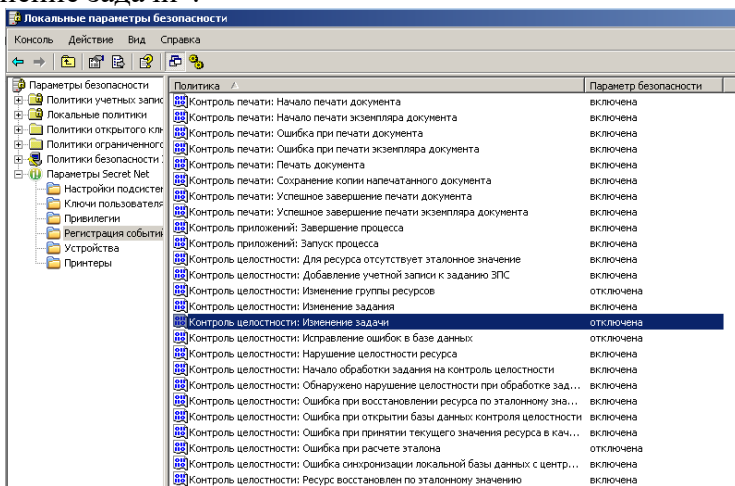 нение задачи".
Локальные параметры безопасности
Консоль Действие Вид Справка
Параметры безопасности
Политики учетных запис
Локальные политики
Политики открытого клю
Политики ограниченного
Политики безопасности
Параметры Secret Net
Настройки подсистем
Ключи пользователя
Привилегии
Регистрация событий
Устройства
Принтеры
Политика Параметр безопасности
Контроль печати: Начало печати документа включена
Контроль печати: Начало печати экземпляра документа включена
Контроль печати: Ошибка при печати документа включена
Контроль печати: Ошибка при печати экземпляра документа включена
Контроль печати: Печать документа включена
Контроль печати: Сохранение копии напечатанного документа включена
Контроль печати: Успешное завершение печати документа включена
Контроль печати: Успешное завершение печати экземпляра документа включена
Контроль приложений: Завершение процесса включена
Контроль приложений: Запуск процесса включена
Контроль целостности: Для ресурса отсутствует эталонное значение включена
Контроль целостности: Добавление учетной записи к заданию ЗПС включена
Контроль целостности: Изменение группы ресурсов отключена
Контроль целостности: Изменение задания включена
Контроль целостности: Изменение задачи отключена
Контроль целостности: Исправление ошибок в базе данных отключена
Контроль целостности: Нарушение целостности ресурса включена
Контроль целостности: Начало обработки задания на контроль целостности включена
Контроль целостности: Обнаружено нарушение целостности при обработке зад... включена
Контроль целостности: Ошибка при восстановлении ресурса по эталонному зна... включена
Контроль целостности: Ошибка при открытии базы данных контроля целостности включена
Контроль целостности: Ошибка при принятии текущего значения ресурса в кач... включена
Контроль целостности: Ошибка при расчете эталона отключена
Контроль целостности: Ошибка синхронизации локальной базы данных с центр... включена
Контроль целостности: Ресурс восстановлен по эталонному значению включена